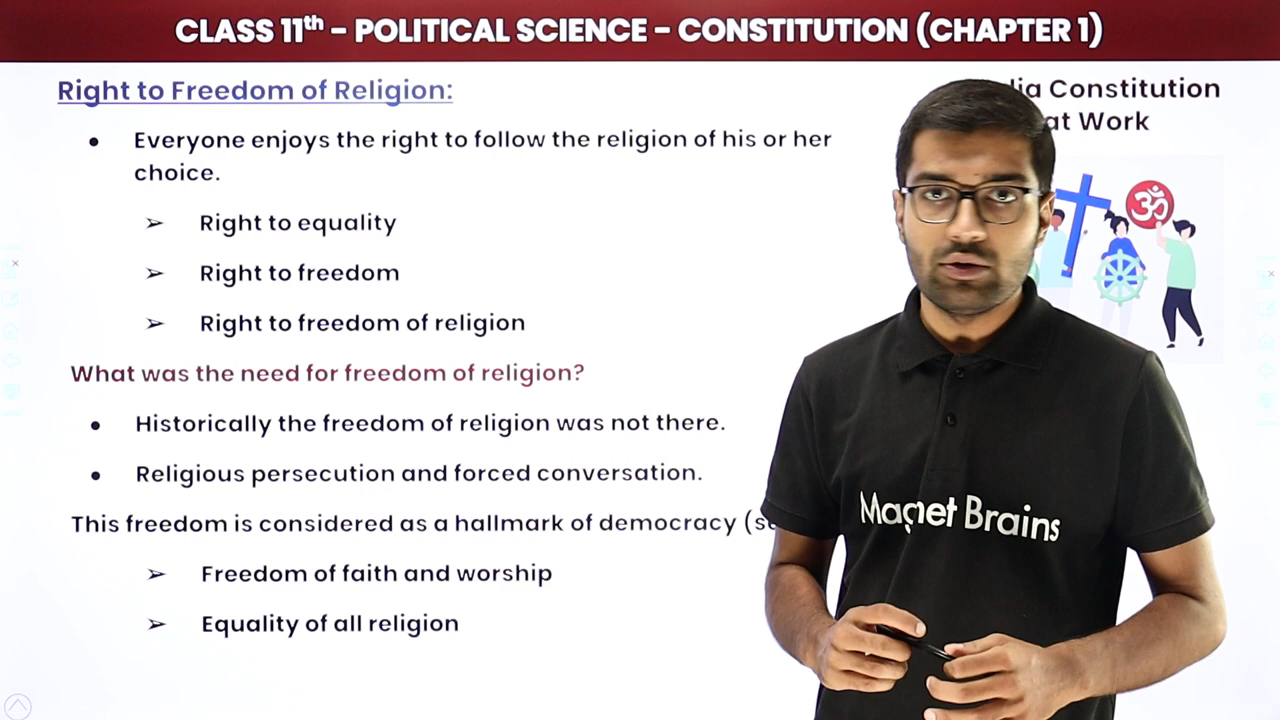 CLASS 11th - POLITICAL SCIENCE - CONSTITUTION (CHAPTER 1)
Right to Freedom of Religion:
Constitution
at Work
• Everyone enjoys the right to follow the religion of his or her
choice.
➢ Right to equality
➢ Right to freedom
➢ Right to freedom of religion
What was the need for freedom of religion?
• Historically the freedom of religion was not there.
• Religious persecution and forced conversation.
This freedom is considered as a hallmark of democracy
➢ Freedom of faith and worship
➢ Equality of all religion
ॐ
Magnet Brains